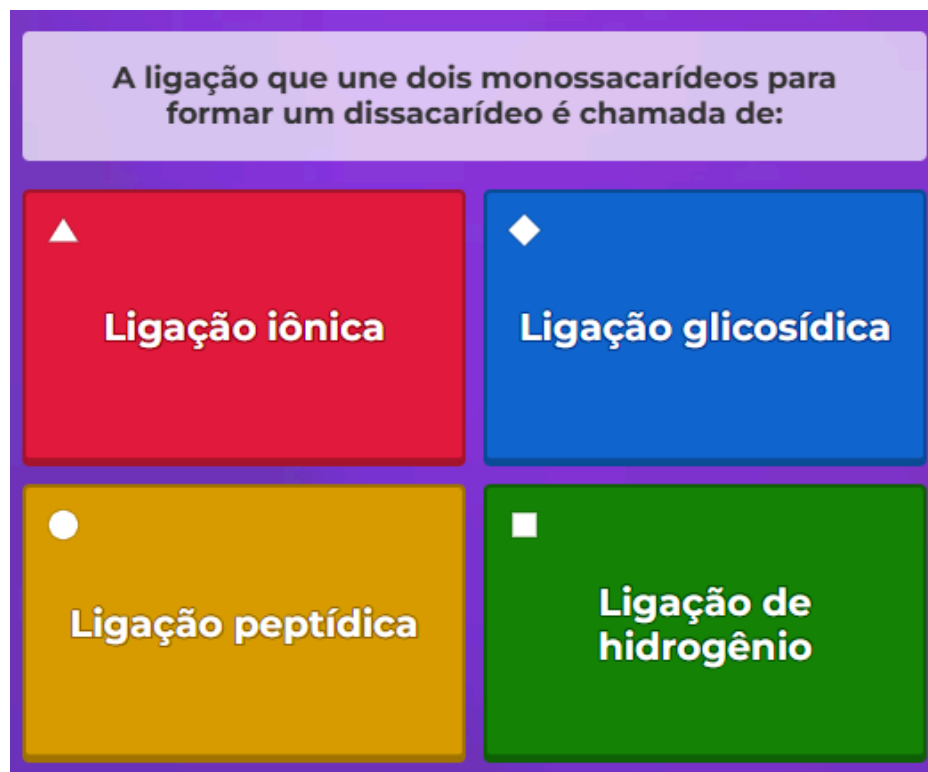 A ligação que une dois monossacarídeos para
formar um dissacarídeo é chamada de:
Ligação iônica
Ligação glicosídica
Ligação peptídica
Ligação de
hidrogênio